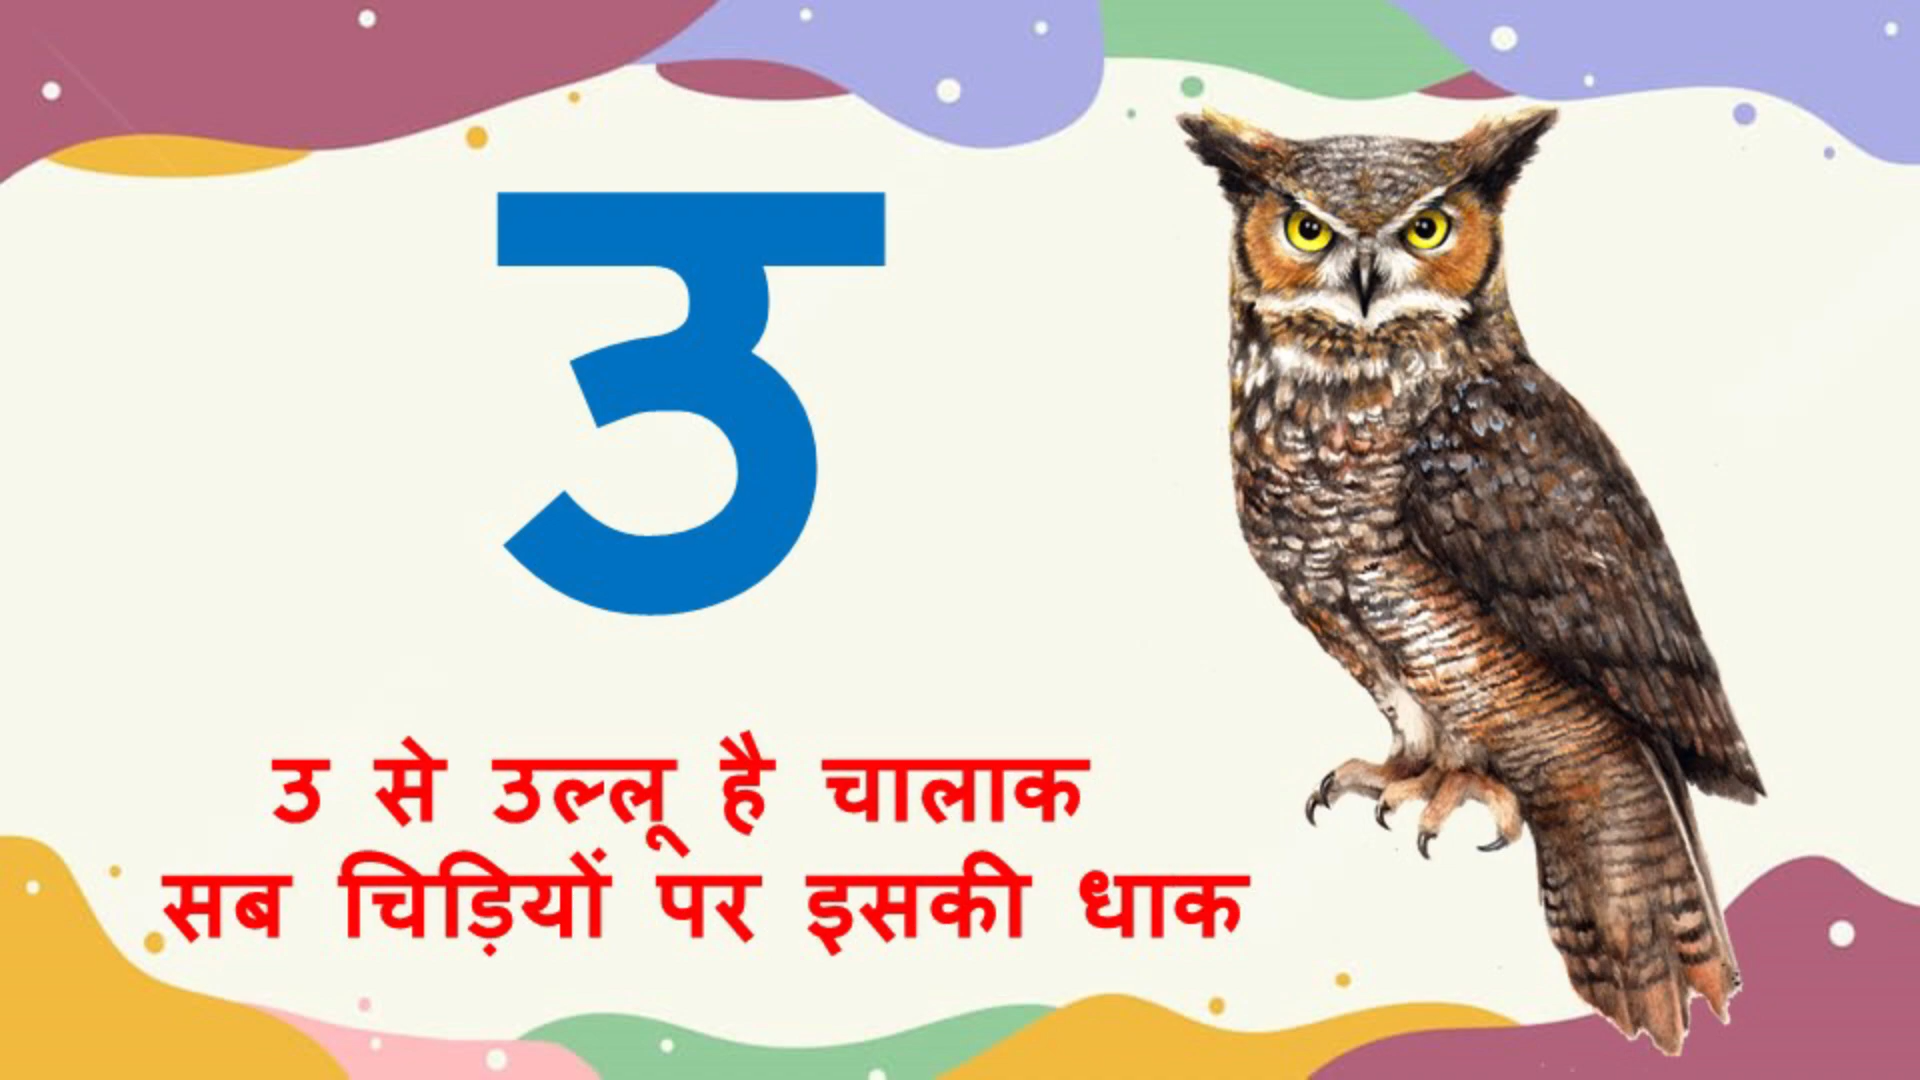 उ
उ से उल्लू है चालाक
सब चिड़ियों पर इसकी धाक